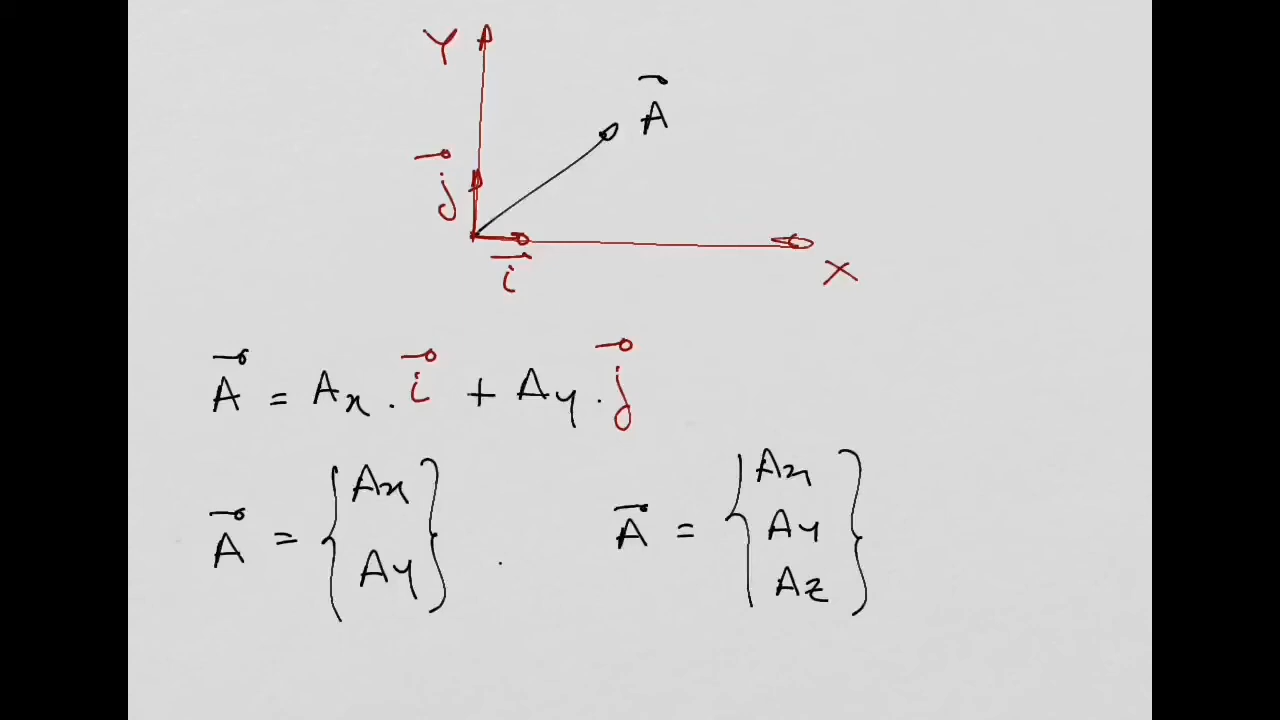 Y
A⃗
j⃗
i⃗
X
A⃗ = Ax . i⃗ + Ay . j⃗
A⃗ = { Ax Ay }
A⃗ = { Ax Ay Az }